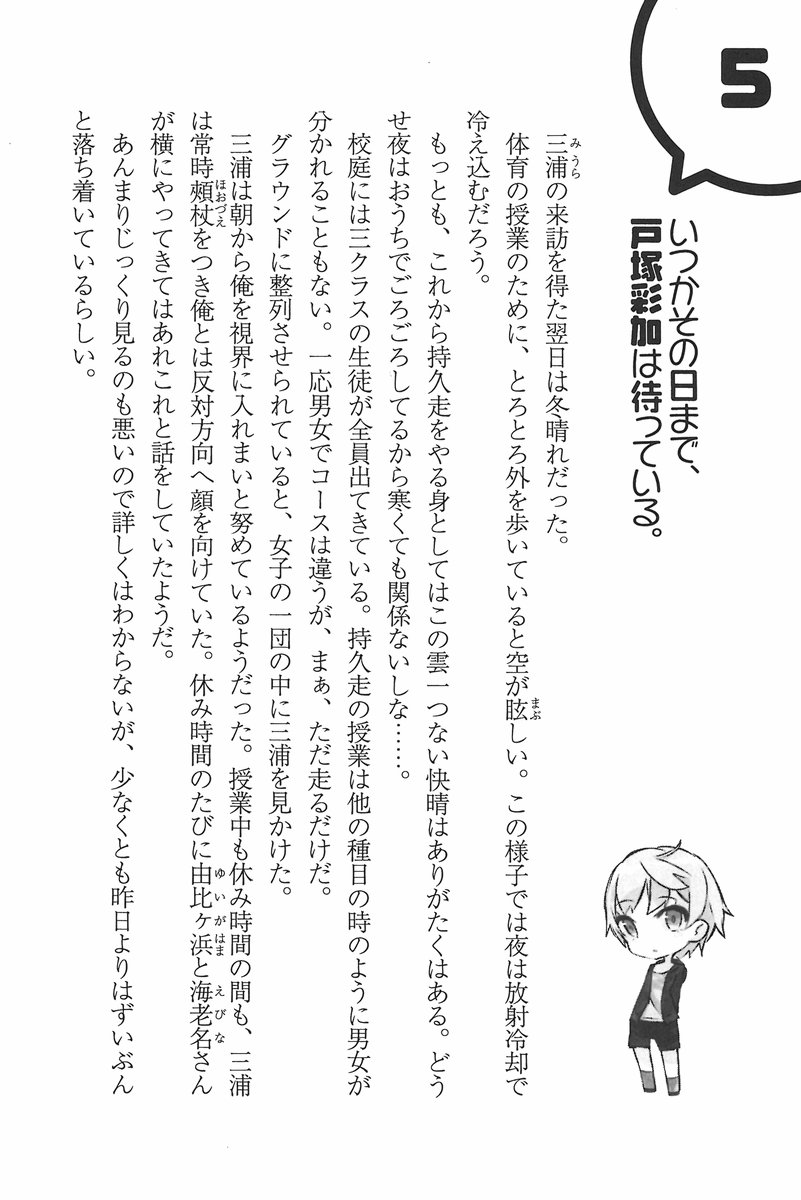 5
いつかその日まで、
戸塚彩加は待っている。
三浦の来訪を得た翌日は冬晴れだった。
体育の授業のために、とろとろ外を歩いていると空が眩しい。この様子では夜は放射冷却で
冷え込むだろう。
もっとも、これから持久走をやる身としてはこの雲一つない快晴はありがたくはある。どう
せ夜はおうちでごろごろしてるから寒くても関係ないしな……。
校庭には三クラスの生徒が全員出てきている。持久走の授業は他の種目の時のように男女が
分かれることもない。一応男女でコースは違うが、まぁ、ただ走るだけだ。
グラウンドに整列させられていると、女子の一団の中に三浦を見かけた。
三浦は朝から俺を視界に入れまいと努めているようだった。授業中も休み時間の間も、三浦
は常時頰杖をつき俺とは反対方向へ顔を向けていた。休み時間のたびに由比ヶ浜と海老名さん
が横にやってきてはあれこれと話をしていたようだ。
あんまりじっくり見るのも悪いので詳しくはわからないが、少なくとも昨日よりはずいぶん
と落ち着いているらしい。